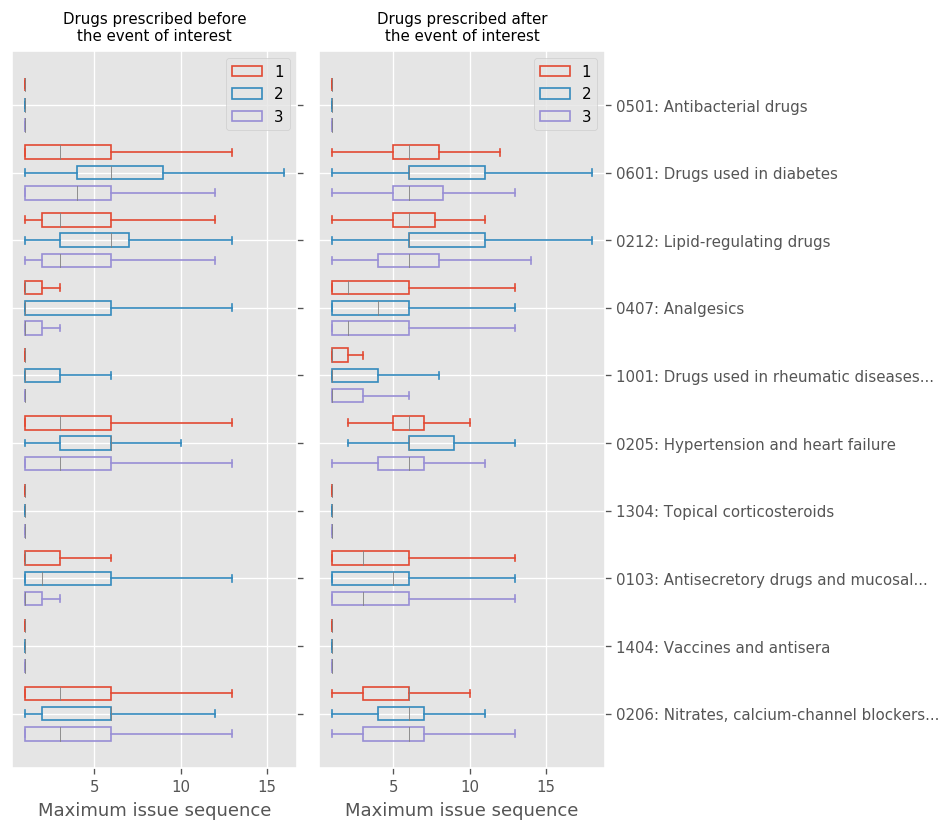 Drugs prescribed before
the event of interest
Drugs prescribed after
the event of interest
1
2
3
1
2
3
0501: Antibacterial drugs
0601: Drugs used in diabetes
0212: Lipid-regulating drugs
0407: Analgesics
1001: Drugs used in rheumatic diseases...
0205: Hypertension and heart failure
1304: Topical corticosteroids
0103: Antisecretory drugs and mucosal...
1404: Vaccines and antisera
0206: Nitrates, calcium-channel blockers...
5 10 15
5 10 15
Maximum issue sequence
Maximum issue sequence